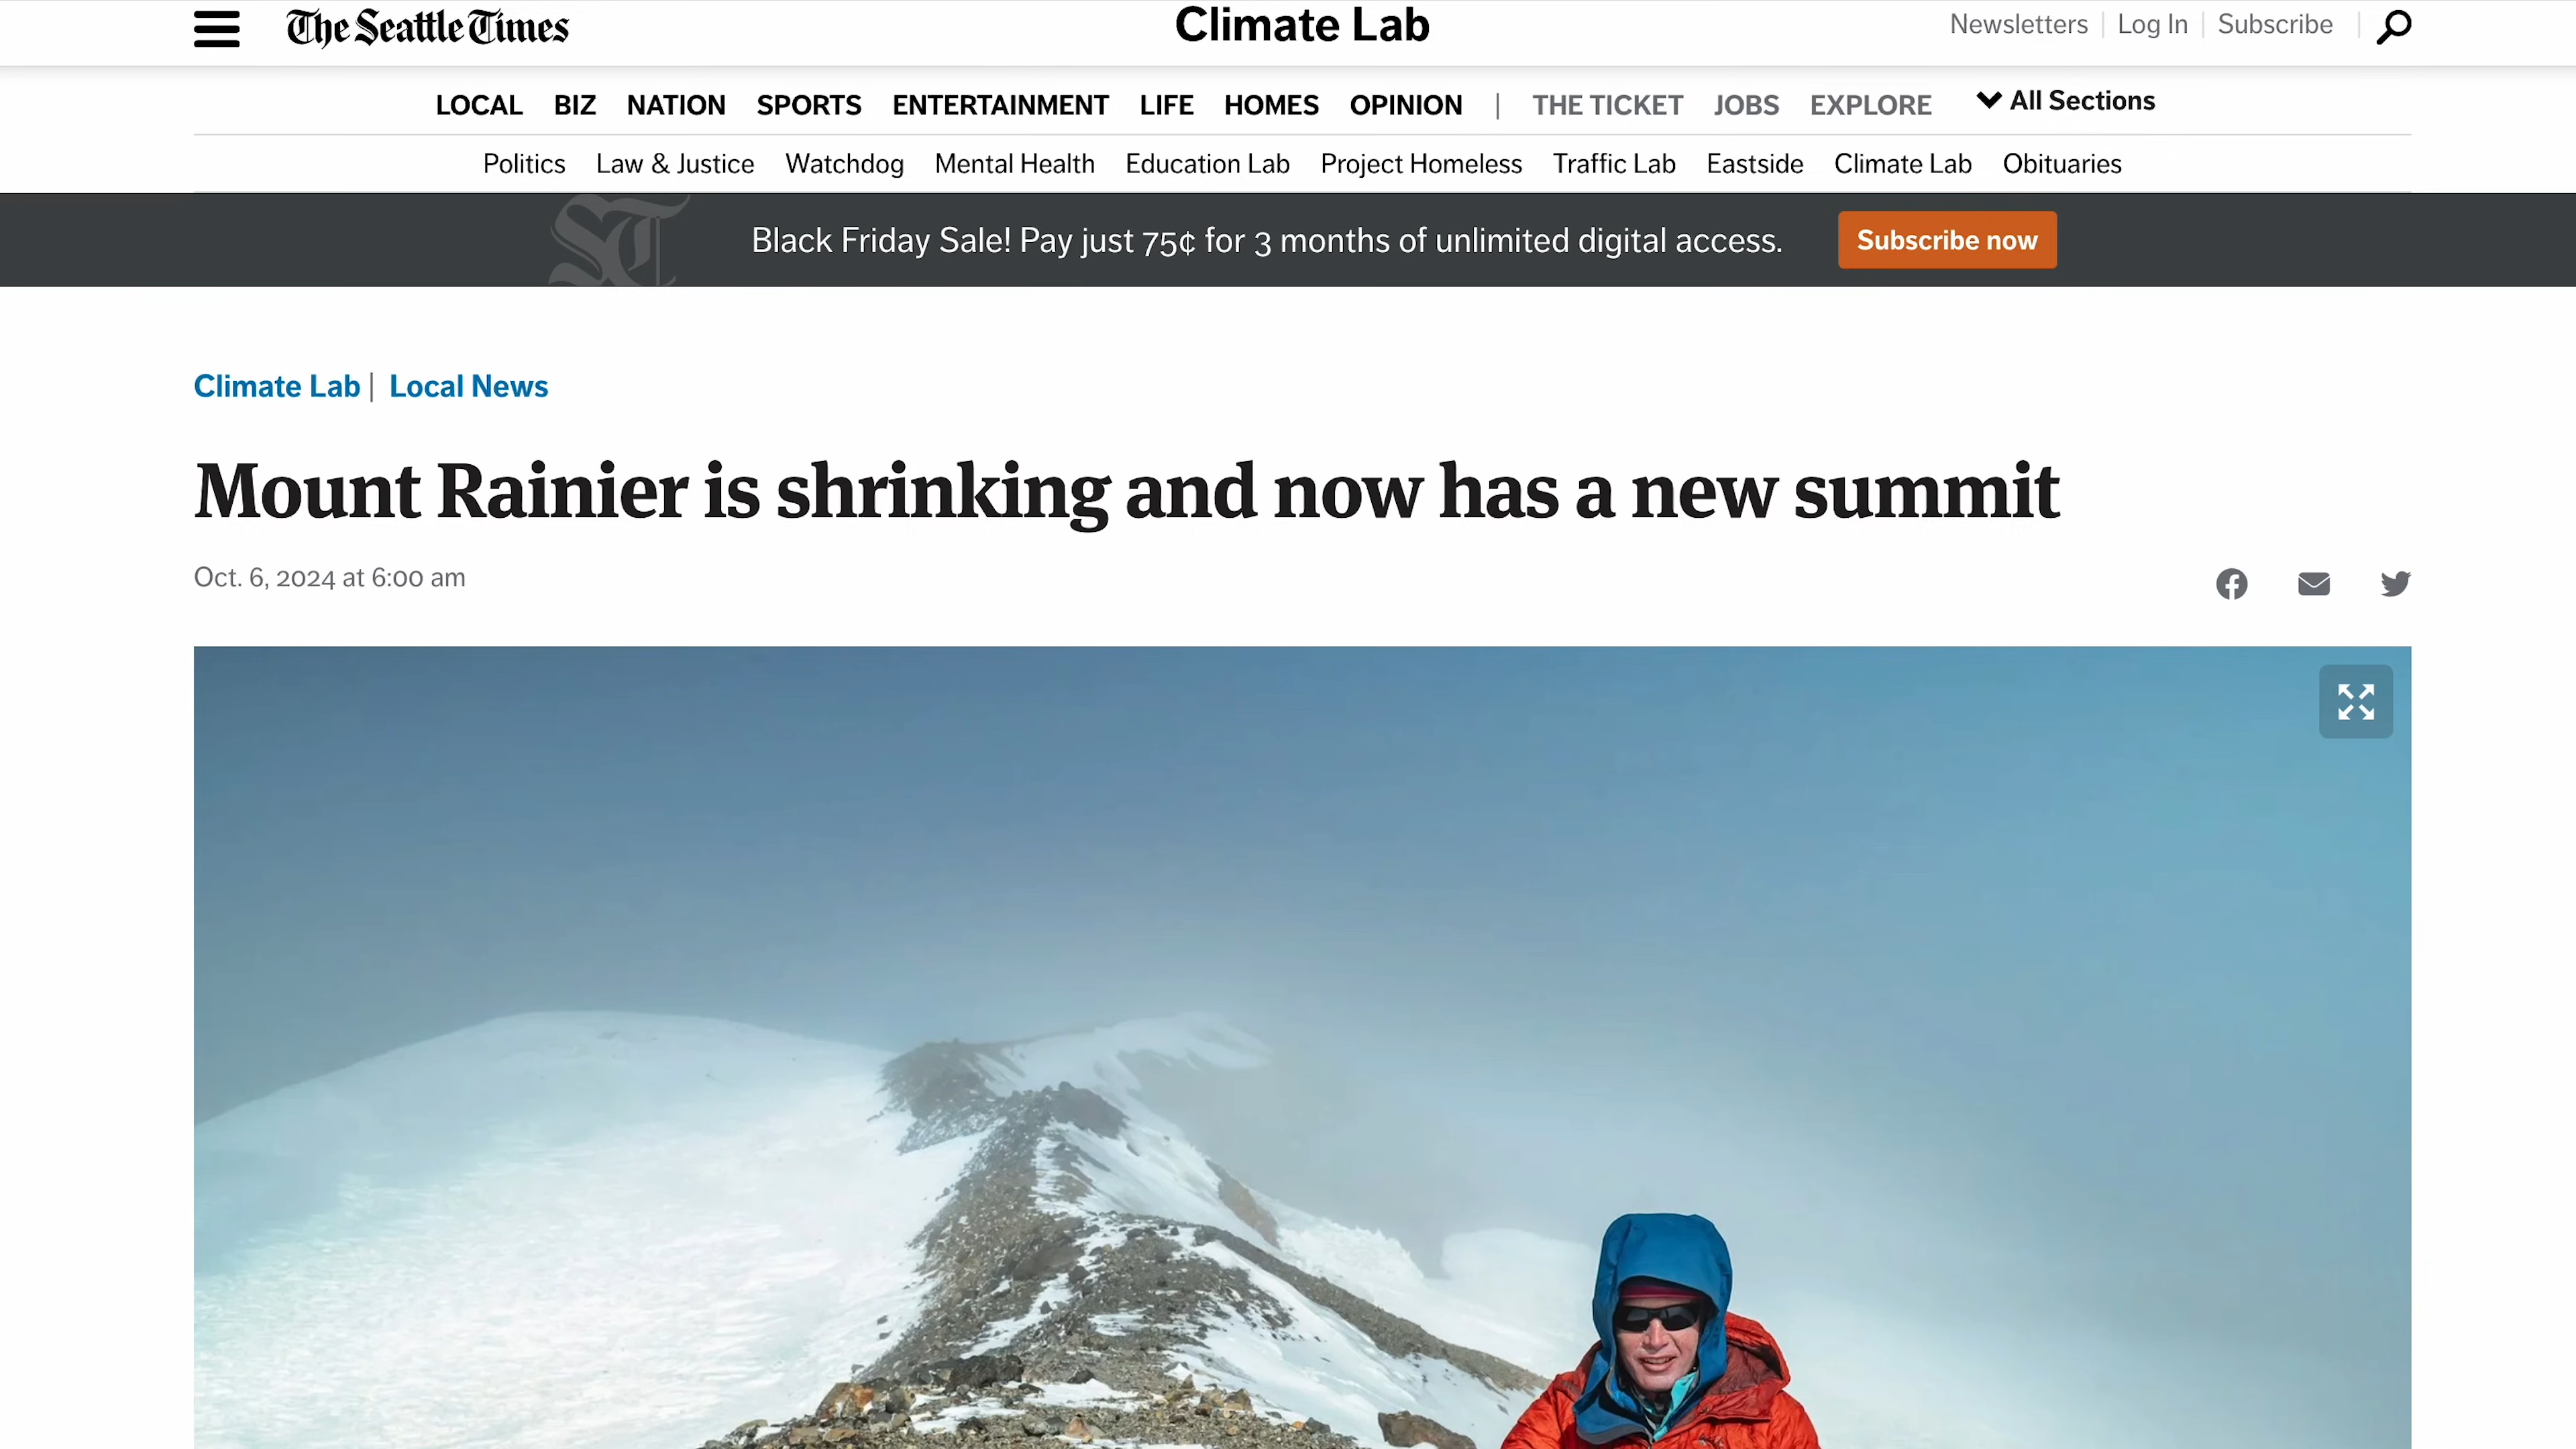 The Seattle Times
Climate Lab
Newsletters | Log In | Subscribe
LOCAL BIZ NATION SPORTS ENTERTAINMENT LIFE HOMES OPINION | THE TICKET JOBS EXPLORE All Sections
Politics Law & Justice Watchdog Mental Health Education Lab Project Homeless Traffic Lab Eastside Climate Lab Obituaries
ST Black Friday Sale! Pay just 75¢ for 3 months of unlimited digital access. Subscribe now
Climate Lab | Local News
Mount Rainier is shrinking and now has a new summit
Oct. 6, 2024 at 6:00 am